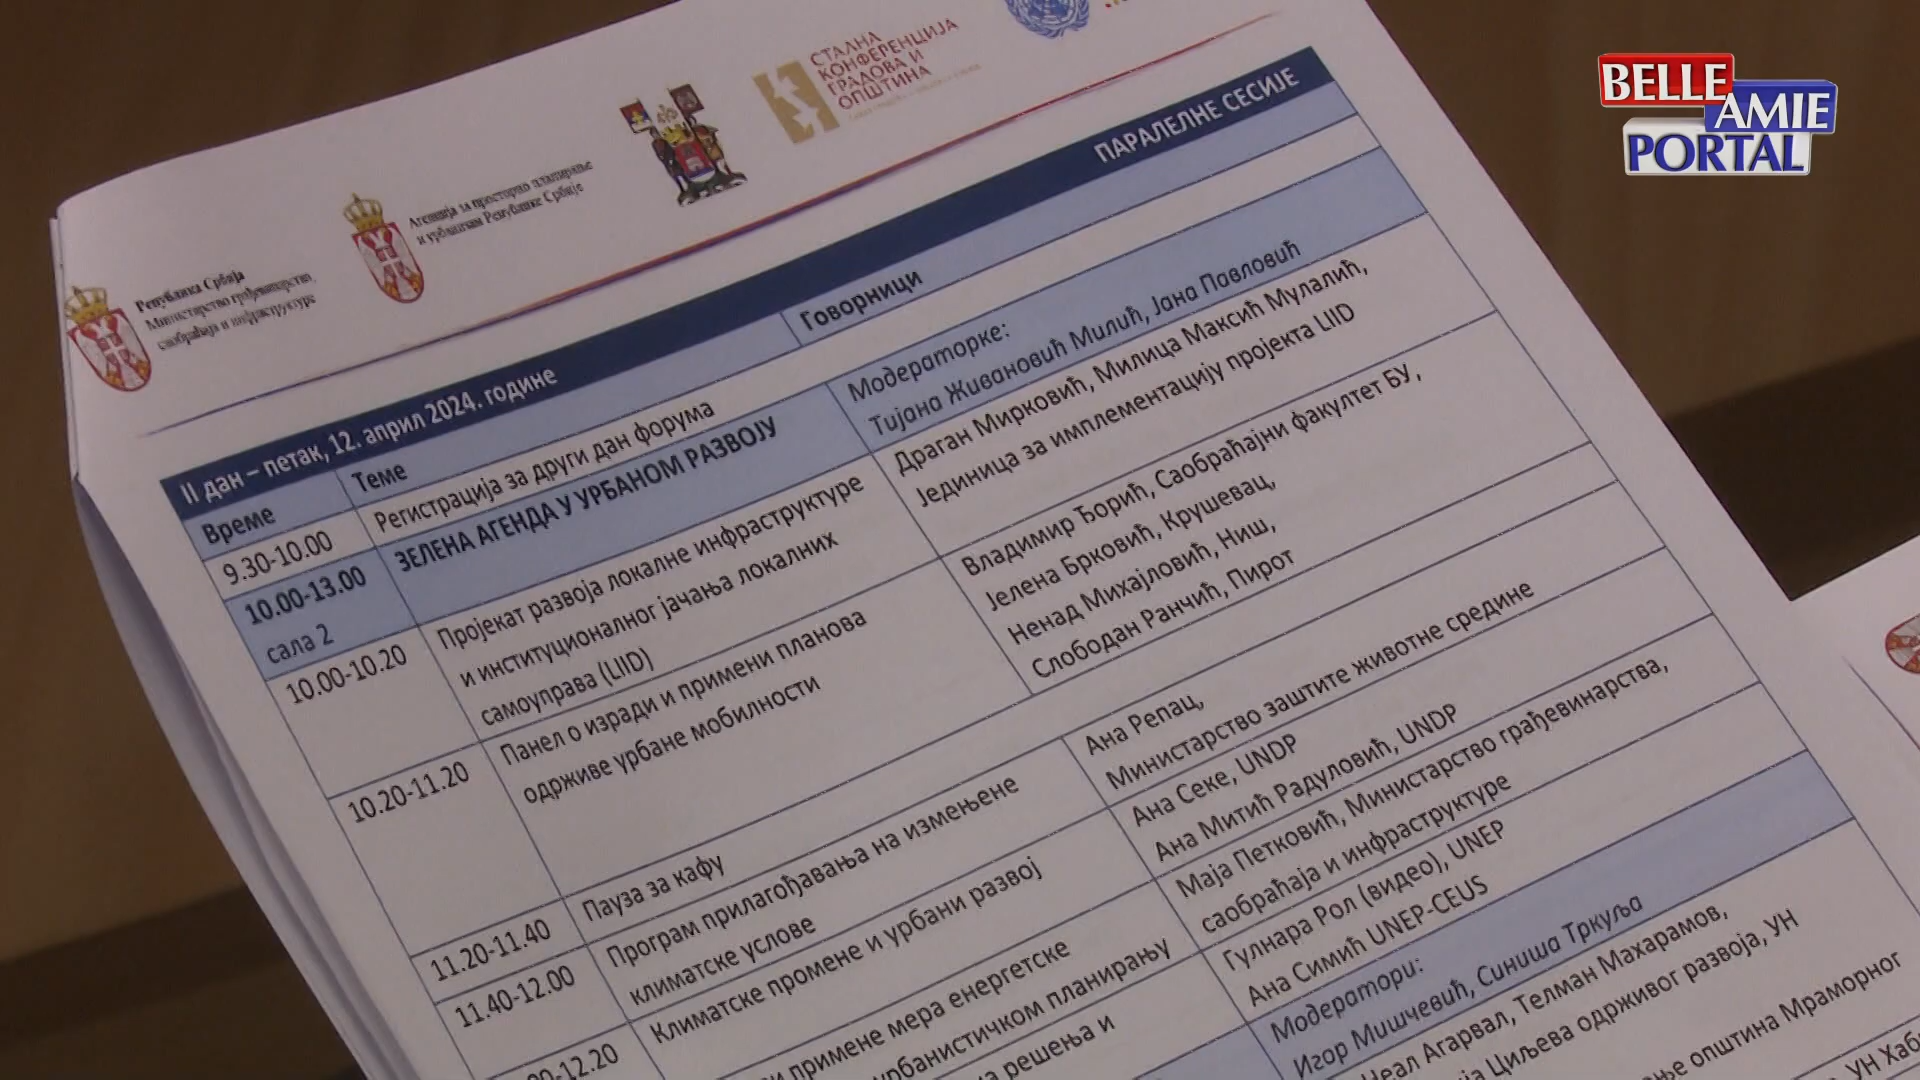 BELLE
AMIE
PORTAL
СТАЛНА
КОНФЕРЕНЦИЈА
ГРАДОВА И
ОПШТИНА
Агенција за просторно планирање
и урбанизам Републике Србије
Република Србија
Министарство грађевинарства,
саобраћаја и инфраструктуре
II дан – петак, 12. април 2024. године
ПАРАЛЕЛНЕ СЕСИЈЕ
Време
Теме
Говорници
9.30-10.00
Регистрација за други дан форума
10.00-13.00
сала 2
ЗЕЛЕНА АГЕНДА У УРБАНОМ РАЗВОЈУ
Модераторке:
Тијана Живановић Милић, Јана Павловић
10.00-10.20
Пројекат развоја локалне инфраструктуре
и институционалног јачања локалних
самоуправа (LIID)
Драган Мирковић, Милица Максић Мулалић,
Јединица за имплементацију пројекта LIID
10.20-11.20
Панел о изради и примени планова
одрживе урбане мобилности
Владимир Ђорић, Саобраћајни факултет БУ,
Јелена Брковић, Крушевац,
Ненад Михајловић, Ниш,
Слободан Ранчић, Пирот
11.20-11.40
Пауза за кафу
11.40-12.00
Програм прилагођавања на измењене
климатске услове
Ана Репац,
Министарство заштите животне средине
Климатске промене и урбани развој
Ана Секе, UNDP
Ана Митић Радуловић, UNDP
примене мера енергетске
урбанистичком планирању
Маја Петковић, Министарство грађевинарства,
саобраћаја и инфраструктуре
решења и
Гулнара Рол (видео), UNEP
Ана Симић UNEP-CEUS
Модератори:
Игор Мишчевић, Синиша Тркуља
Агарвал, Телман Махарамов,
Циљева одрживог развоја, УН
општина Мраморног
УН